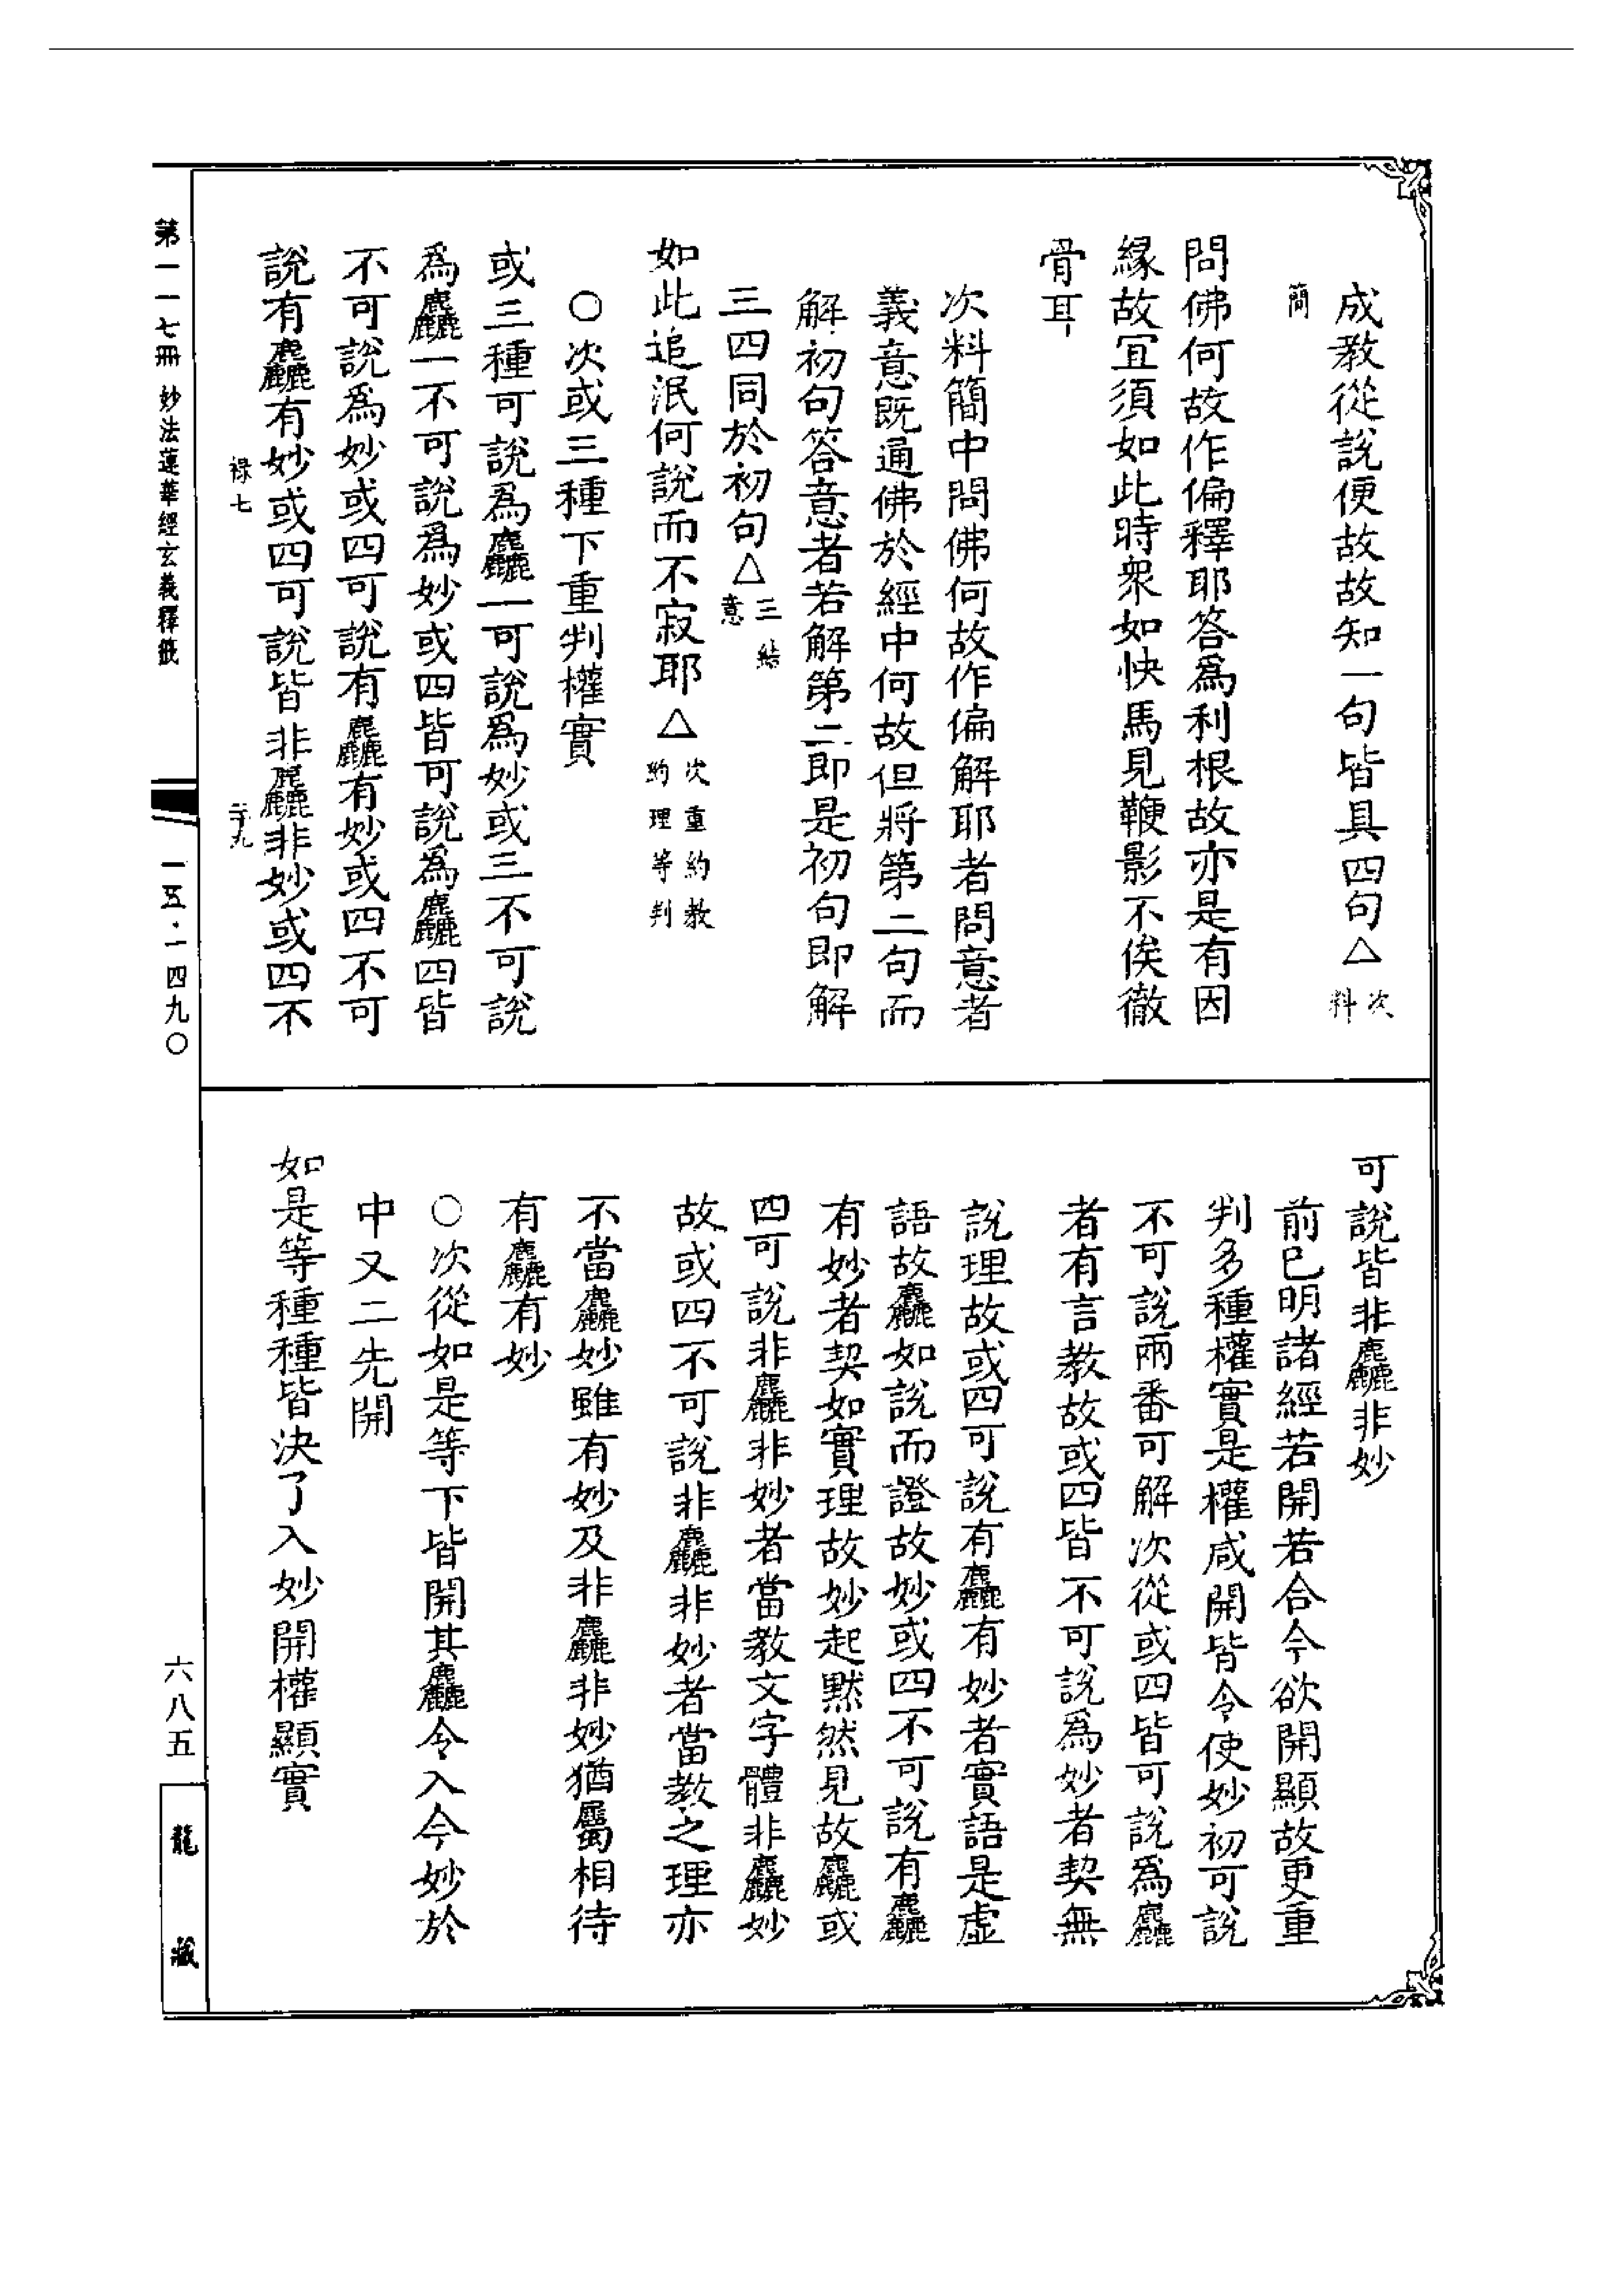 成教從說便故故知一句皆具四句△次料
簡
問佛何故作偏釋耶答爲利根故亦是有因
緣故宜須如此時衆如快馬見鞭影不俟徹
骨耳
次料簡中問佛何故作偏解耶者問意者
義意既通佛於經中何故但將第二句而
解初句答意者若解第二即是初句即解
三四同於初句△三結意
如此追泯何說而不寂耶△次重約教約理等判
○次或三種下重判權實
或三種可說爲麤一可說爲妙或三不可說
爲麤一不可說爲妙或四皆可說爲麤四皆
不可說爲妙或四可說有麤有妙或四不可
說有麤有妙或四可說皆非麤非妙或四不
祿七 二十九
第一一七冊 妙法蓮華經玄義釋籤 一五·一四九〇
可說皆非麤非妙
前巳明諸經若開若合今欲開顯故更重
判多種權實是權咸開皆令使妙初可說
不可說兩番可解次從或四皆可說爲麤
者有言教故或四皆不可說爲妙者契無
說理故或四可說有麤有妙者實語是虛
語故麤如說而證故妙或四不可說有麤
有妙者契如實理故妙起黙然見故麤或
四可說非麤非妙者當教文字體非麤妙
故或四不可說非麤非妙者當教之理亦
不當麤妙雖有妙及非麤非妙猶屬相待
有麤有妙
○次從如是等下皆開其麤令入今妙於
中又二先開
如是等種種皆決了入妙開權顯實
六八五
龍藏